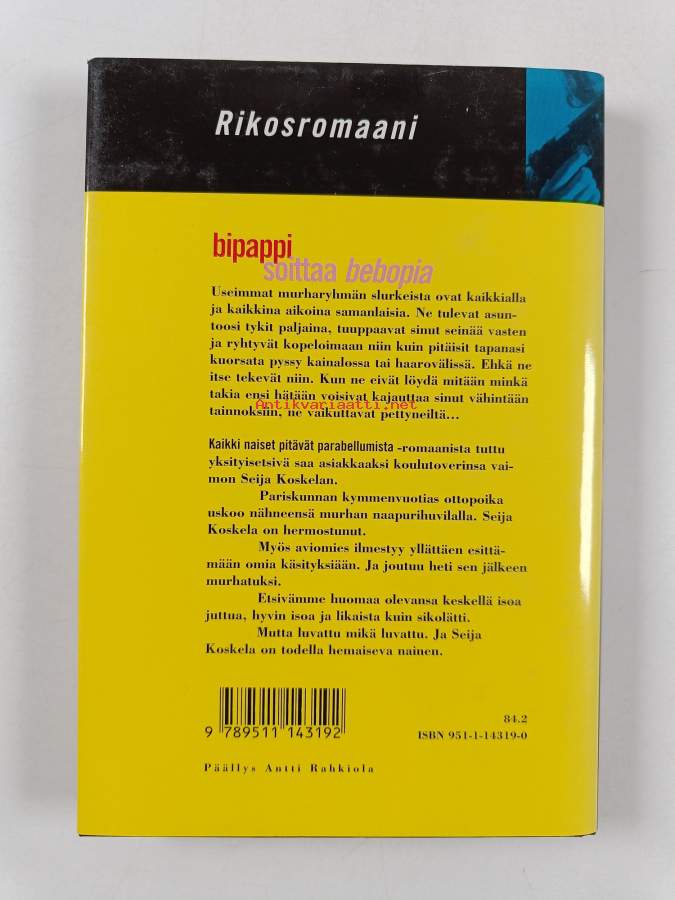 Rikosromaani
bipappi
soittaa bebopia
Useimmat murharyhmän slurkeista ovat kaikkialla
ja kaikkina aikoina samanlaisia. Ne tulevat asun-
toosi tykit paljaina, tuuppaavat sinut seinää vasten
ja ryhtyvät kopeloimaan niin kuin pitäisit tapanasi
kuorsata pyssy kainalossa tai haarovälissä. Ehkä ne
itse tekevät niin. Kun ne eivät löydä mitään minkä
takia ensi hätään voisivat kajauttaa sinut vähintään
Antikvariaatti.net
tainnoksiin, ne vaikuttavat pettyneiltä...
Kaikki naiset pitävät parabellumista -romaanista tuttu
yksityisetsivä saa asiakkaaksi koulutoverinsa vai-
mon Seija Koskelan.
Pariskunnan kymmenvuotias ottopoika
uskoo nähneensä murhan naapurihuvilalla. Seija
Koskela on hermostunut.
Myös aviomies ilmestyy yllättäen esittä-
mään omia käsityksiään. Ja joutuu heti sen jälkeen
murhatuksi.
Etsivämme huomaa olevansa keskellä isoa
juttua, hyvin isoa ja likaista kuin sikolätti.
Mutta luvattu mikä luvattu. Ja Seija
Koskela on todella hemaiseva nainen.
84.2
9 789511 143192
ISBN 951-1-14319-0
Päällys Antti Rahkiola